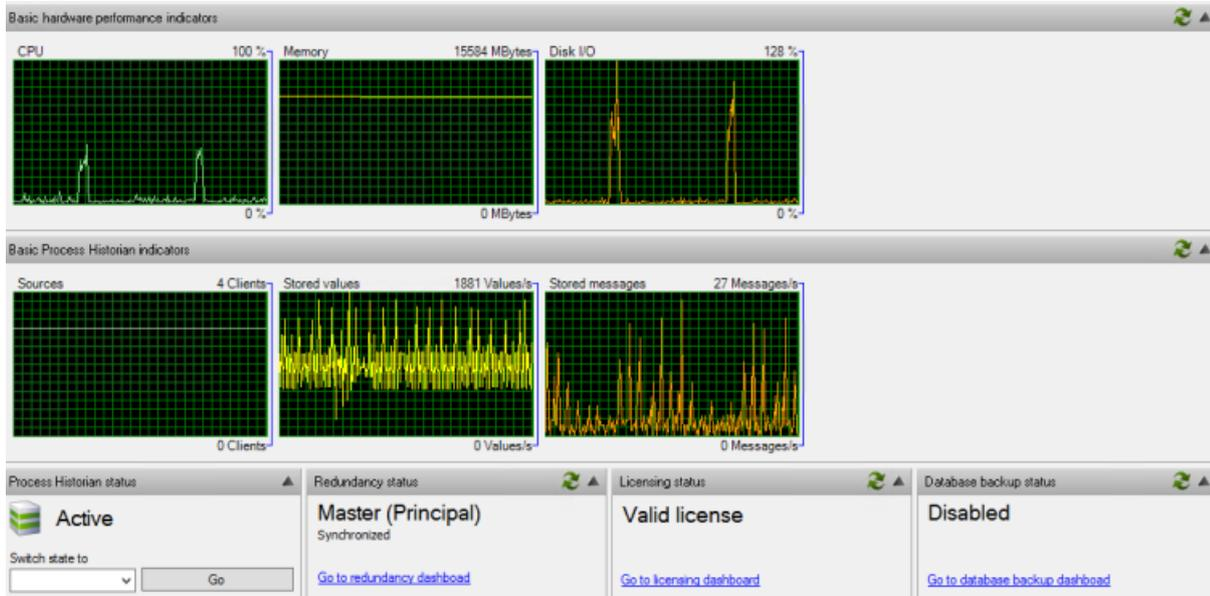 Basic hardware performance indicators
CPU 100 % Memory 15584 MBytes Disk I/O 128 %
0 % 0 MBytes 0 %
Basic Process Historian indicators
Sources 4 Clients Stored values 1881 Values/s Stored messages 27 Messages/s
0 Clients 0 Values/s 0 Messages/s
Process Historian status Redundancy status Licensing status Database backup status
Active Master (Principal) Valid license Disabled
Synchronized
Switch state to
Go Go to redundancy dashboad Go to licensing dashboard Go to database backup dashboad